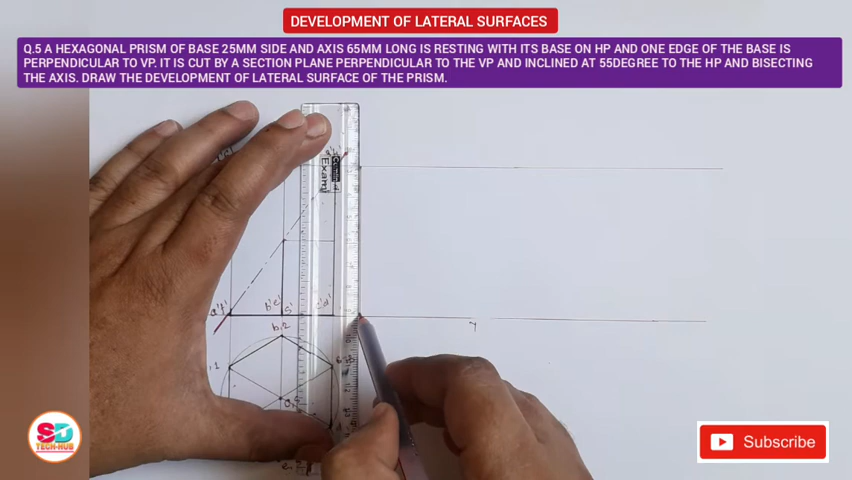 DEVELOPMENT OF LATERAL SURFACES
Q.5 A HEXAGONAL PRISM OF BASE 25MM SIDE AND AXIS 65MM LONG IS RESTING WITH ITS BASE ON HP AND ONE EDGE OF THE BASE IS
PERPENDICULAR TO VP. IT IS CUT BY A SECTION PLANE PERPENDICULAR TO THE VP AND INCLINED AT 55DEGREE TO THE HP AND BISECTING
THE AXIS. DRAW THE DEVELOPMENT OF LATERAL SURFACE OF THE PRISM.
Exam
a'f'
b'e'
5'
c'd'
y
b,2
SD
TECH-HUB
Subscribe